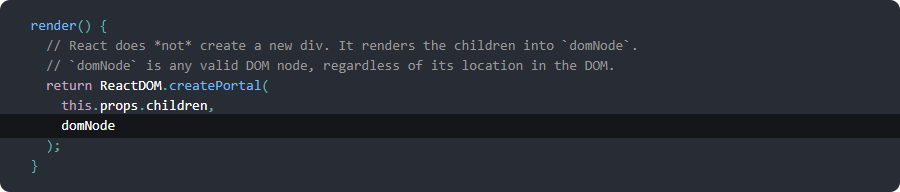 render() {
  // React does *not* create a new div. It renders the children into `domNode`.
  // `domNode` is any valid DOM node, regardless of its location in the DOM.
  return ReactDOM.createPortal(
    this.props.children,
    domNode
  );
}